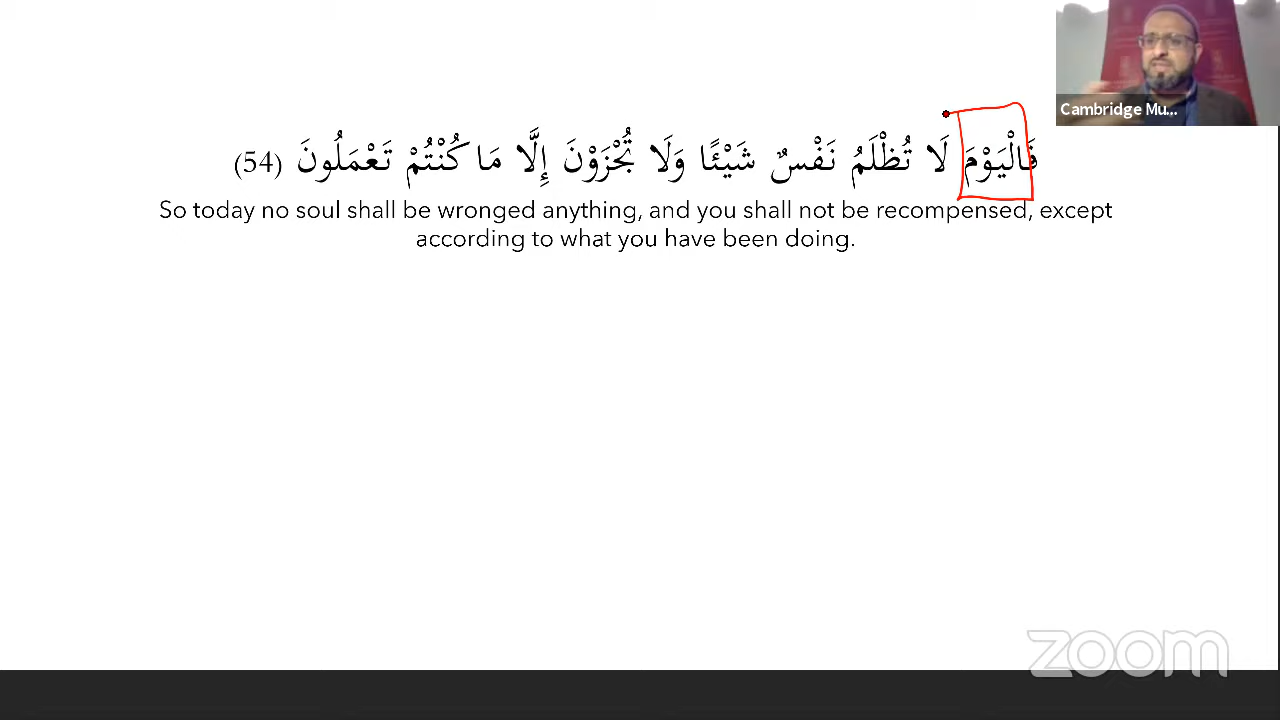 Cambridge Mu...
فَالْيَوْمَ لَا تُظْلَمُ نَفْسٌ شَيْئًا وَلَا تُجْزَوْنَ إِلَّا مَا كُنْتُمْ تَعْمَلُونَ (54)
So today no soul shall be wronged anything, and you shall not be recompensed, except
according to what you have been doing.
zoom